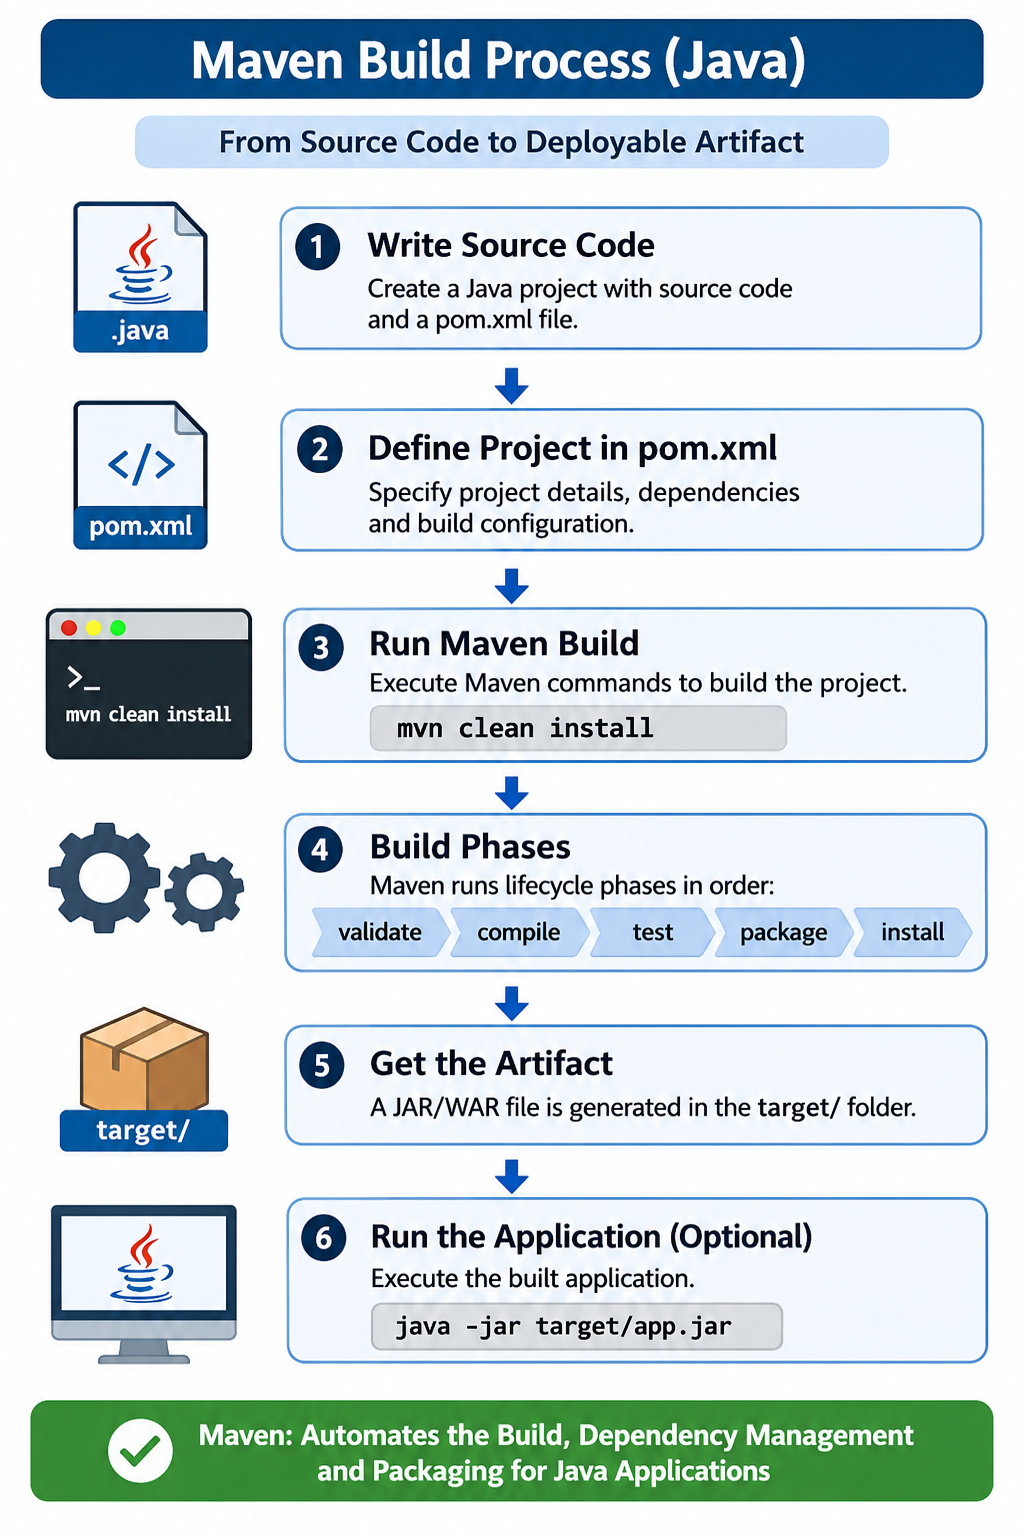 Maven Build Process (Java)
From Source Code to Deployable Artifact
.java
1 Write Source Code
Create a Java project with source code
and a pom.xml file.
</>
pom.xml
2 Define Project in pom.xml
Specify project details, dependencies
and build configuration.
>_
mvn clean install
3 Run Maven Build
Execute Maven commands to build the project.
mvn clean install
4 Build Phases
Maven runs lifecycle phases in order:
validate compile test package install
target/
5 Get the Artifact
A JAR/WAR file is generated in the target/ folder.
6 Run the Application (Optional)
Execute the built application.
java -jar target/app.jar
Maven: Automates the Build, Dependency Management
and Packaging for Java Applications